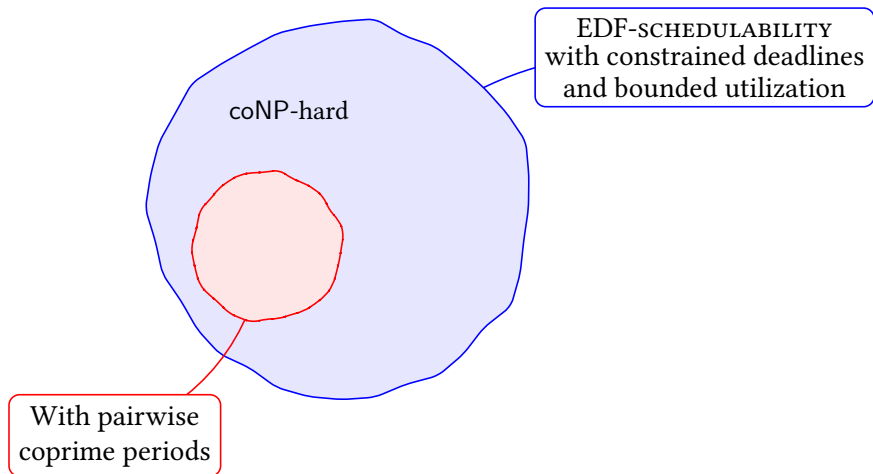 EDF-SCHEDULABILITY
with constrained deadlines
and bounded utilization
coNP-hard
With pairwise
coprime periods